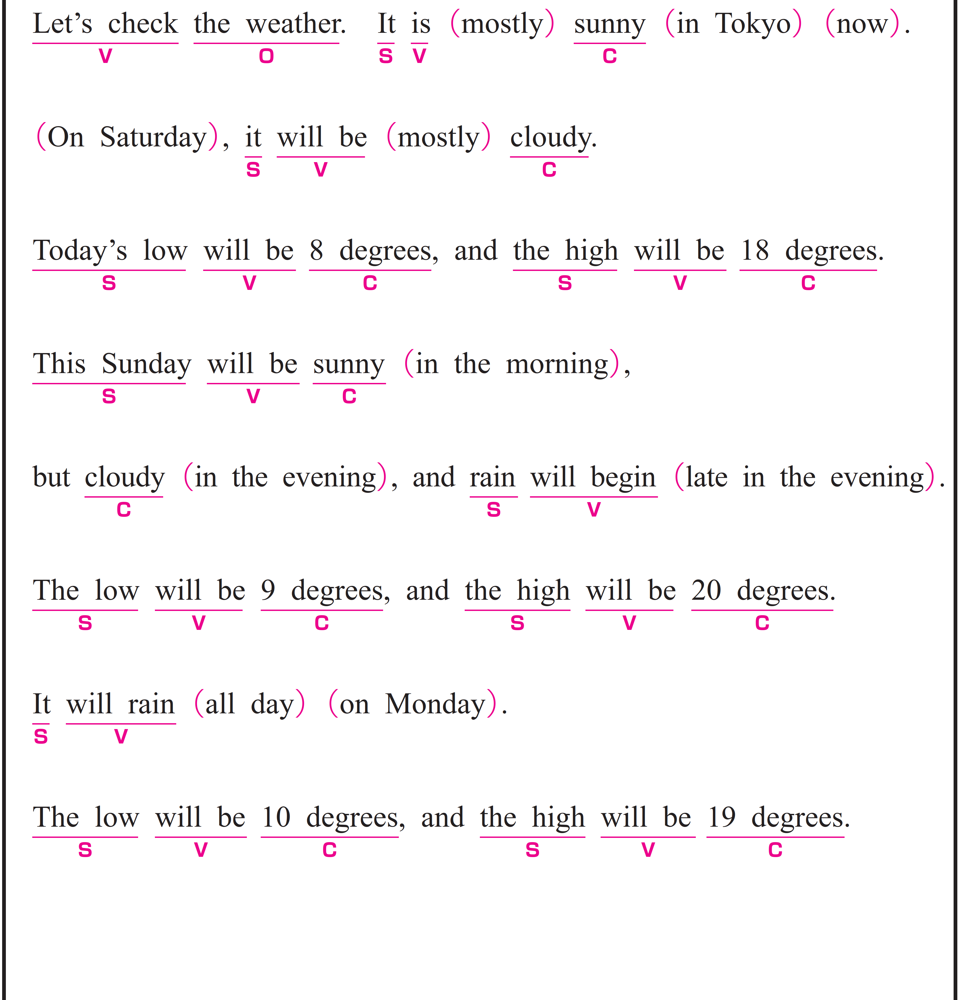 Let’s check the weather. It is (mostly) sunny (in Tokyo) (now).
V O S V C
(On Saturday), it will be (mostly) cloudy.
S V C
Today’s low will be 8 degrees, and the high will be 18 degrees.
S V C S V C
This Sunday will be sunny (in the morning),
S V C
but cloudy (in the evening), and rain will begin (late in the evening).
C S V
The low will be 9 degrees, and the high will be 20 degrees.
S V C S V C
It will rain (all day) (on Monday).
S V
The low will be 10 degrees, and the high will be 19 degrees.
S V C S V C